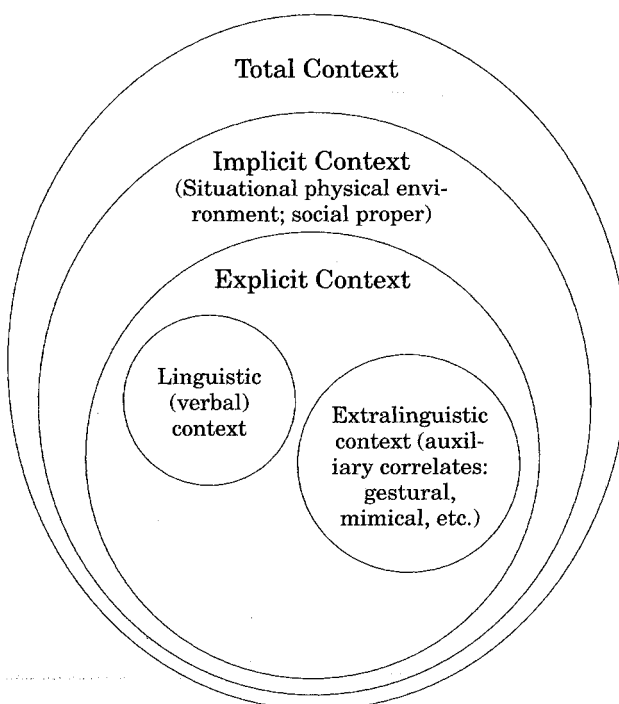 Total Context
Implicit Context
(Situational physical envi-
ronment; social proper)
Explicit Context
Linguistic
(verbal)
context
Extralinguistic
context (auxil-
iary correlates:
gestural,
mimical, etc.)